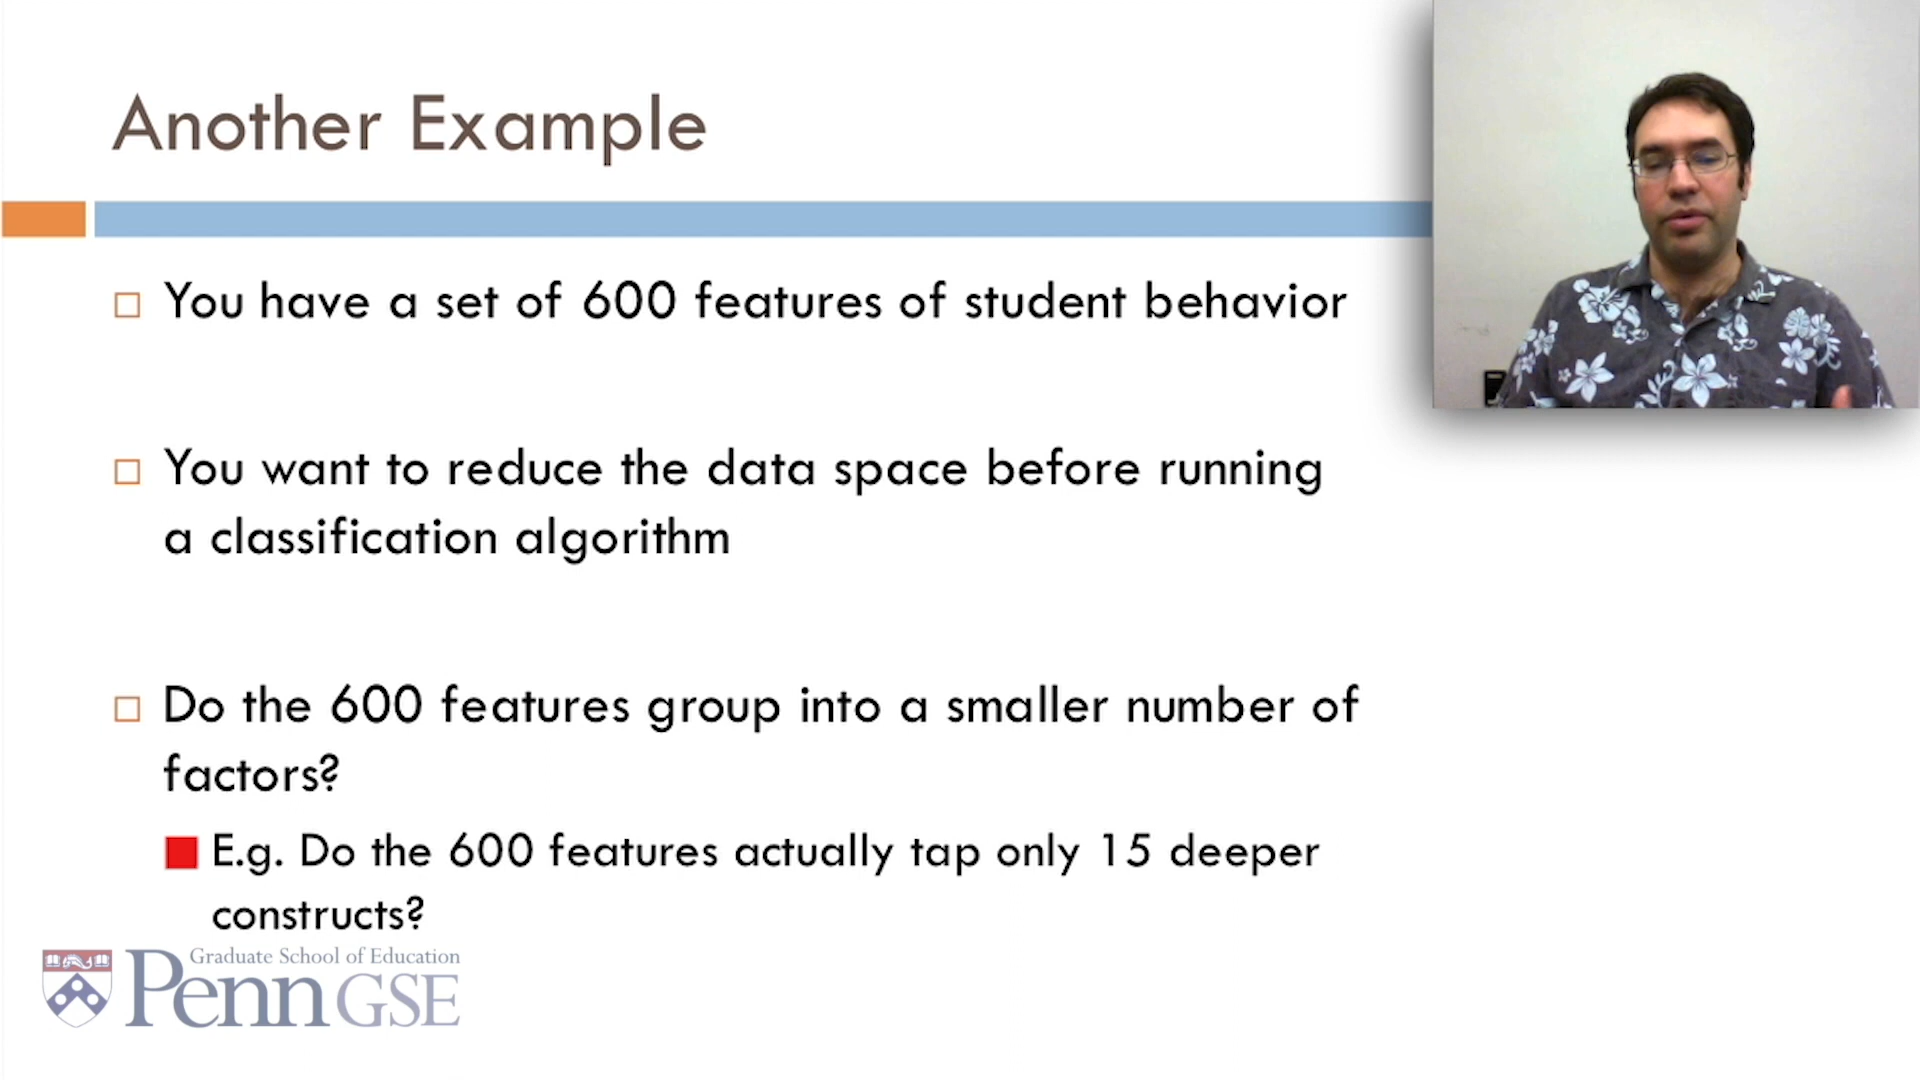 Another Example
You have a set of 600 features of student behavior
You want to reduce the data space before running
a classification algorithm
Do the 600 features group into a smaller number of
factors?
E.g. Do the 600 features actually tap only 15 deeper
constructs?
Graduate School of Education
Penn GSE